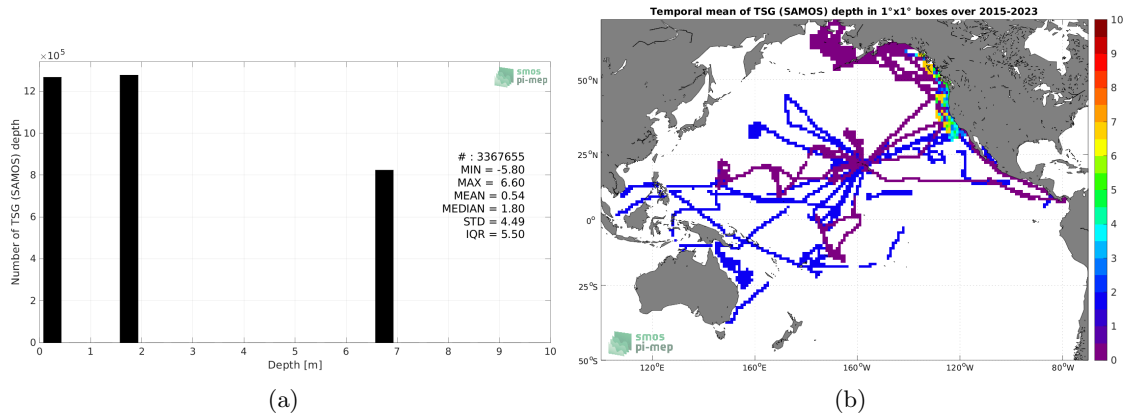 ×10⁵
12
10
8
6
4
2
0
0 1 2 3 4 5 6 7 8 9 10
Number of TSG (SAMOS) depth
Depth [m]
smos
pi-mep
# : 3367655
MIN = -5.80
MAX = 6.60
MEAN = 0.54
MEDIAN = 1.80
STD = 4.49
IQR = 5.50
(a)
Temporal mean of TSG (SAMOS) depth in 1°x1° boxes over 2015-2023
50°N
25°N
0°
25°S
50°S
120°E 160°E 160°W 120°W 80°W
smos
pi-mep
10
9
8
7
6
5
4
3
2
1
0
(b)